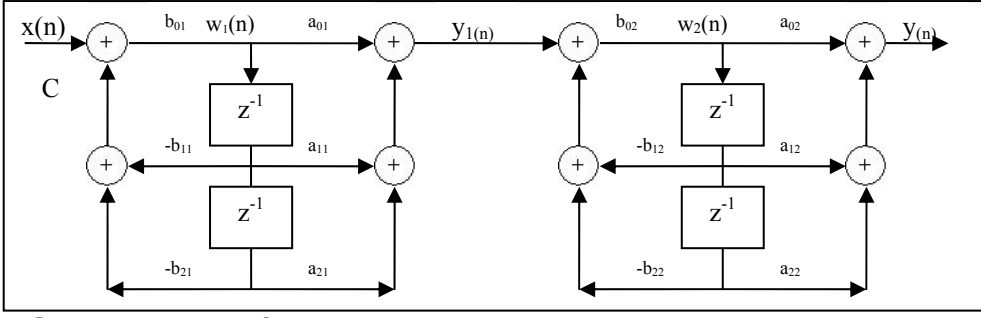 x(n) + b01 w1(n) a01 + y1(n) + b02 w2(n) a02 + y(n)
C
z-1 z-1
+ -b11 a11 + + -b12 a12 +
z-1 z-1
-b21 a21 -b22 a22